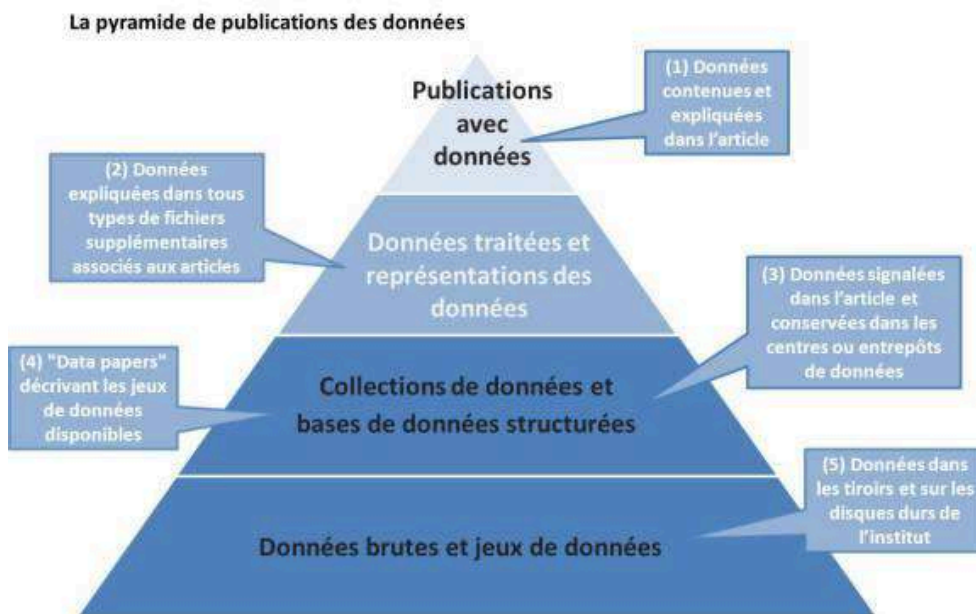 La pyramide de publications des données
Publications
avec
données
(1) Données
contenues et
expliquées
dans l'article
(2) Données
expliquées dans tous
types de fichiers
supplémentaires
associés aux articles
Données traitées et
représentations des
données
(3) Données signalées
dans l'article et
conservées dans les
centres ou entrepôts
de données
(4) "Data papers"
décrivant les jeux
de données
disponibles
Collections de données et
bases de données structurées
(5) Données dans
les tiroirs et sur les
disques durs de
l'institut
Données brutes et jeux de données